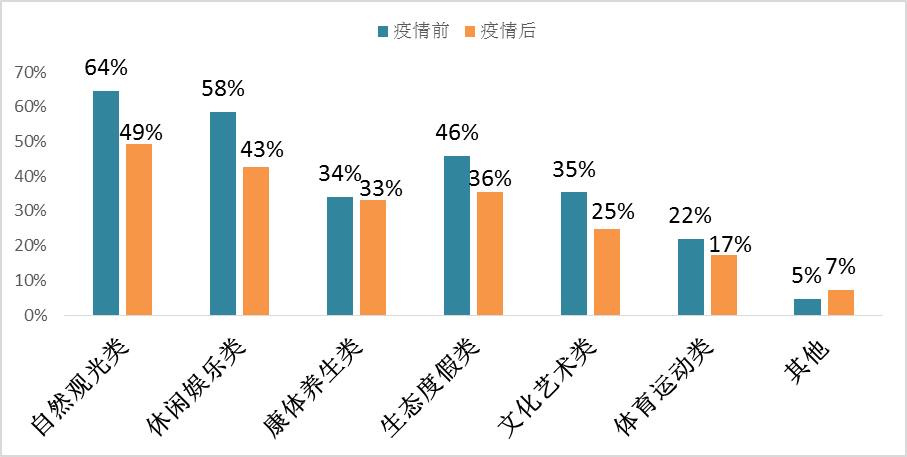 疫情前 疫情后
70%
60%
50%
40%
30%
20%
10%
0%
64% 49%
58% 43%
34% 33%
46% 36%
35% 25%
22% 17%
5% 7%
自然观光类
休闲娱乐类
康体养生类
生态度假类
文化艺术类
体育运动类
其他